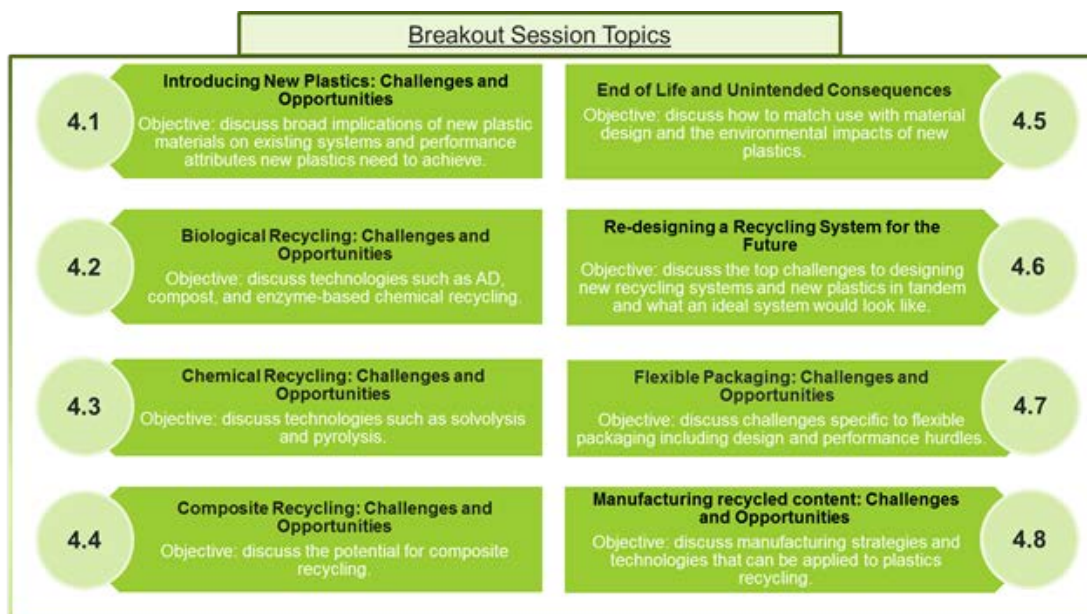 Breakout Session Topics
4.1
Introducing New Plastics: Challenges and
Opportunities
Objective: discuss broad implications of new plastic
materials on existing systems and performance
attributes new plastics need to achieve.
4.2
Biological Recycling: Challenges and
Opportunities
Objective: discuss technologies such as AD,
compost, and enzyme-based chemical recycling.
4.3
Chemical Recycling: Challenges and
Opportunities
Objective: discuss technologies such as solvolysis
and pyrolysis.
4.4
Composite Recycling: Challenges and
Opportunities
Objective: discuss the potential for composite
recycling.
End of Life and Unintended Consequences
Objective: discuss how to match use with material
design and the environmental impacts of new
plastics.
4.5
Re-designing a Recycling System for the
Future
Objective: discuss the top challenges to designing
new recycling systems and new plastics in tandem
and what an ideal system would look like.
4.6
Flexible Packaging: Challenges and
Opportunities
Objective: discuss challenges specific to flexible
packaging including design and performance hurdles.
4.7
Manufacturing recycled content: Challenges
and Opportunities
Objective: discuss manufacturing strategies and
technologies that can be applied to plastics
recycling.
4.8